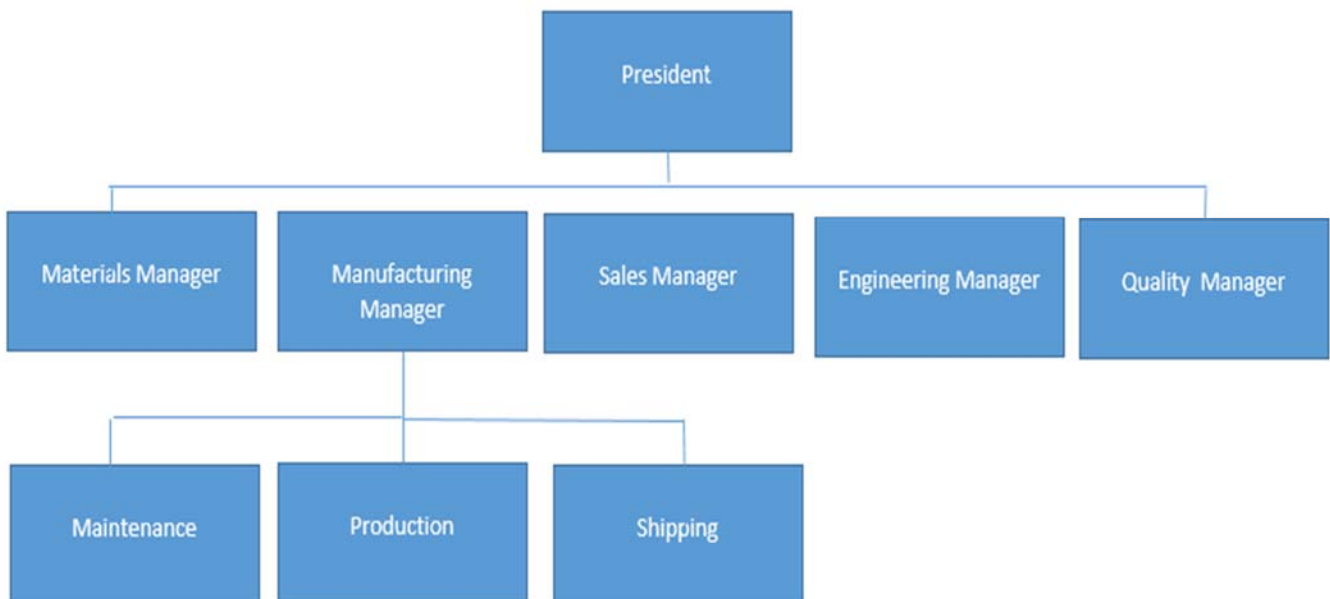 President
Materials Manager
Manufacturing
Manager
Sales Manager
Engineering Manager
Quality Manager
Maintenance
Production
Shipping